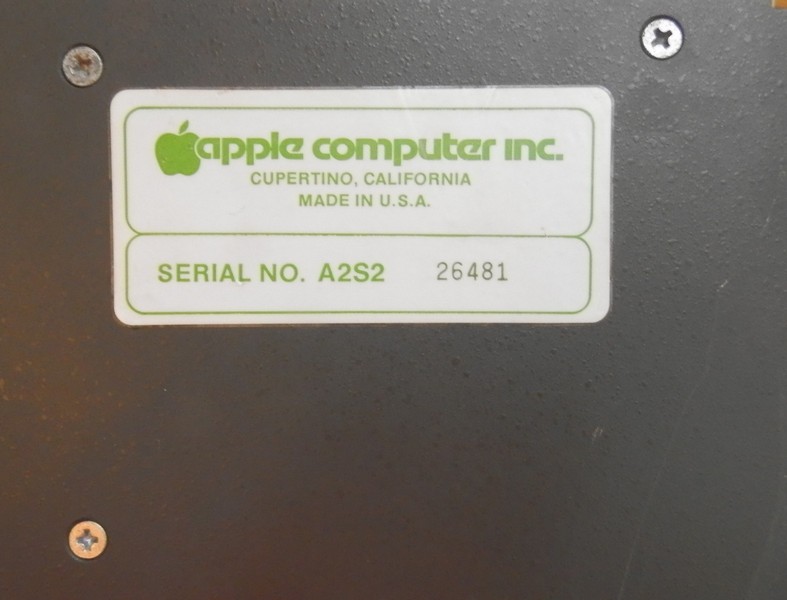 apple computer inc.
CUPERTINO, CALIFORNIA
MADE IN U.S.A.
SERIAL NO. A2S2 26481